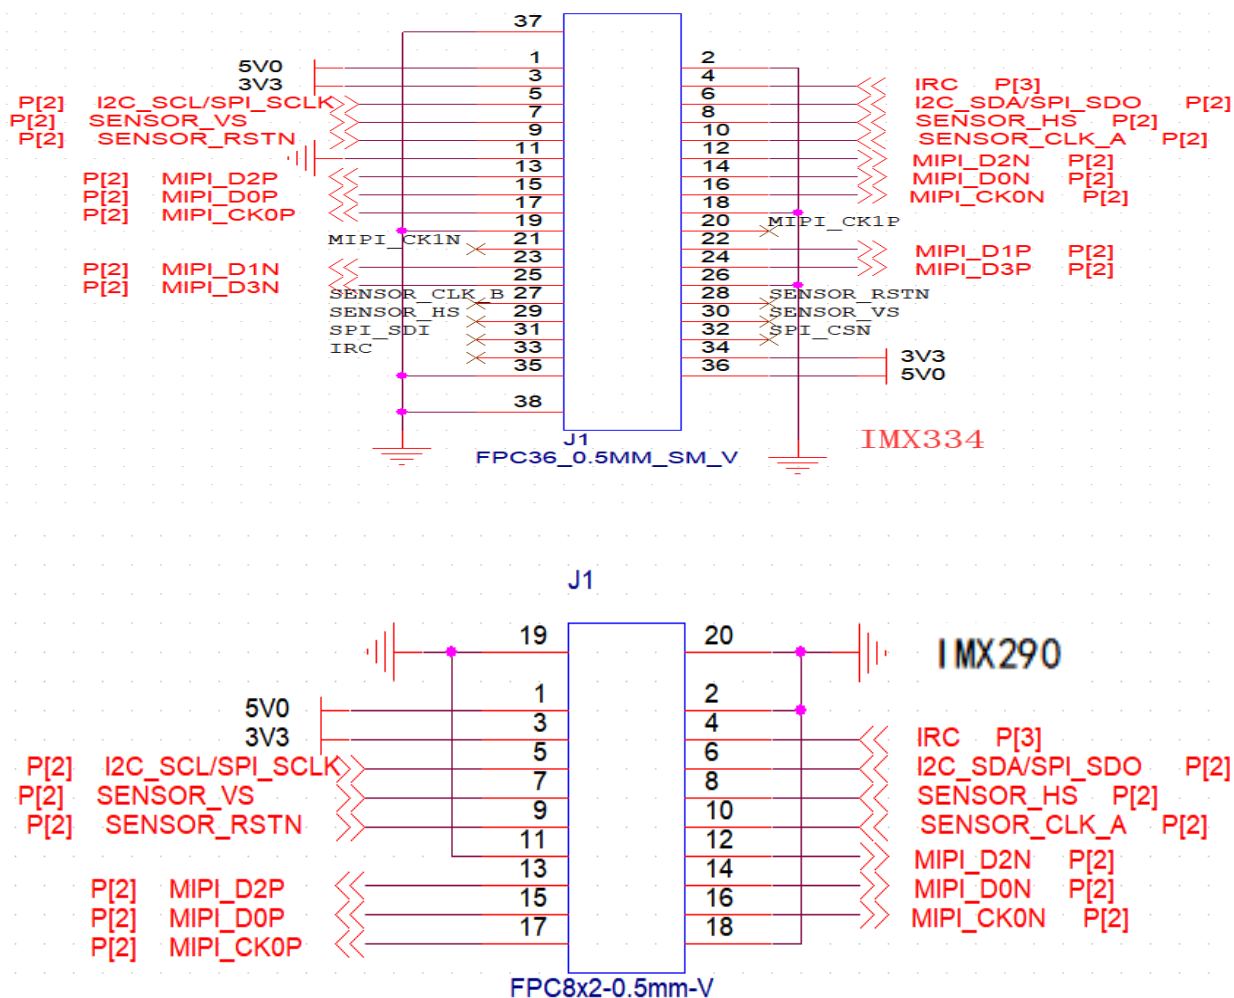 37
5V0 1 2
3V3 3 4 IRC P[3]
P[2] I2C_SCL/SPI_SCLK 5 6 I2C_SDA/SPI_SDO P[2]
P[2] SENSOR_VS 7 8 SENSOR_HS P[2]
P[2] SENSOR_RSTN 9 10 SENSOR_CLK_A P[2]
11 12 MIPI_D2N P[2]
P[2] MIPI_D2P 13 14 MIPI_D0N P[2]
P[2] MIPI_D0P 15 16 MIPI_CK0N P[2]
P[2] MIPI_CK0P 17 18
19 20 MIPI_CK1P
MIPI_CK1N 21 22 MIPI_D1P P[2]
P[2] MIPI_D1N 23 24 MIPI_D3P P[2]
P[2] MIPI_D3N 25 26
SENSOR_CLK_B 27 28 SENSOR_RSTN
SENSOR_HS 29 30 SENSOR_VS
SPI_SDI 31 32 SPI_CSN
IRC 33 34 3V3
35 36 5V0
38
J1 IMX334
FPC36_0.5MM_SM_V
J1
19 20 IMX290
5V0 1 2
3V3 3 4 IRC P[3]
P[2] I2C_SCL/SPI_SCLK 5 6 I2C_SDA/SPI_SDO P[2]
P[2] SENSOR_VS 7 8 SENSOR_HS P[2]
P[2] SENSOR_RSTN 9 10 SENSOR_CLK_A P[2]
11 12 MIPI_D2N P[2]
P[2] MIPI_D2P 13 14 MIPI_D0N P[2]
P[2] MIPI_D0P 15 16 MIPI_CK0N P[2]
P[2] MIPI_CK0P 17 18
FPC8x2-0.5mm-V